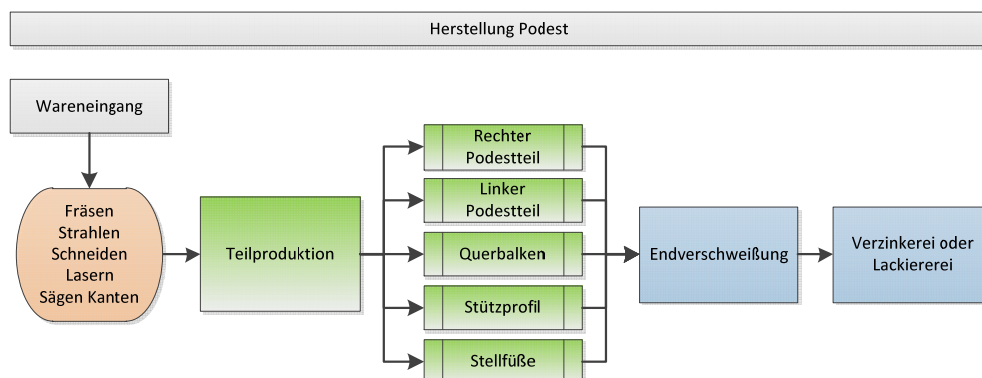 Herstellung Podest
Wareneingang
Fräsen
Strahlen
Schneiden
Lasern
Sägen Kanten
Teilproduktion
Rechter
Podestteil
Linker
Podestteil
Querbalken
Stützprofil
Stellfüße
Endverschweißung
Verzinkerei oder
Lackiererei